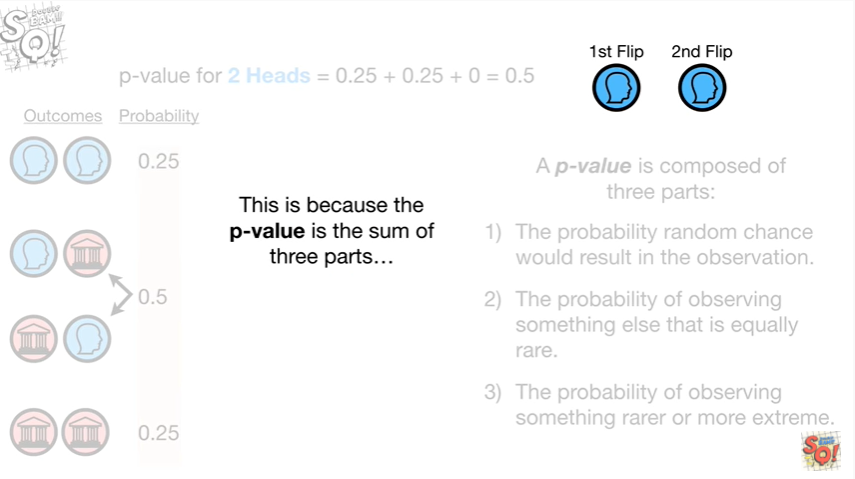 SQ!
1st Flip 2nd Flip
p-value for 2 Heads = 0.25 + 0.25 + 0 = 0.5
Outcomes Probability
0.25
0.5
0.25
This is because the
p-value is the sum of
three parts…
A p-value is composed of
three parts:
1) The probability random chance
would result in the observation.
2) The probability of observing
something else that is equally
rare.
3) The probability of observing
something rarer or more extreme.
SQ!